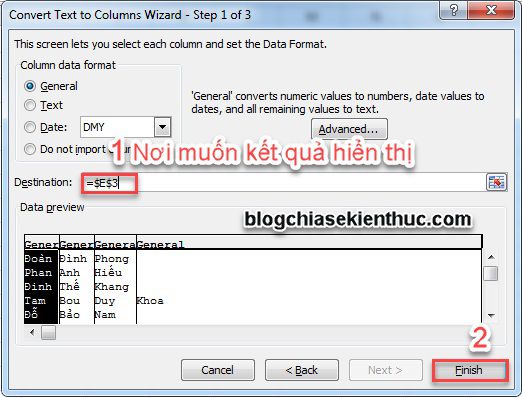 Convert Text to Columns Wizard - Step 1 of 3
This screen lets you select each column and set the Data Format.
Column data format
General
Text
Date: DMY
Do not import
'General' converts numeric values to numbers, date values to
dates, and all remaining values to text.
Advanced...
1 Nơi muốn kết quả hiển thị
Destination: =$E$3
Data preview
blogchiasekienthuc.com
Gener Gener Genera General
Đoàn Đình Phong
Phan Anh Hiếu
Đinh Thế Khang
Tam Bou Duy Khoa
Đỗ Bảo Nam
2
Cancel < Back Next > Finish